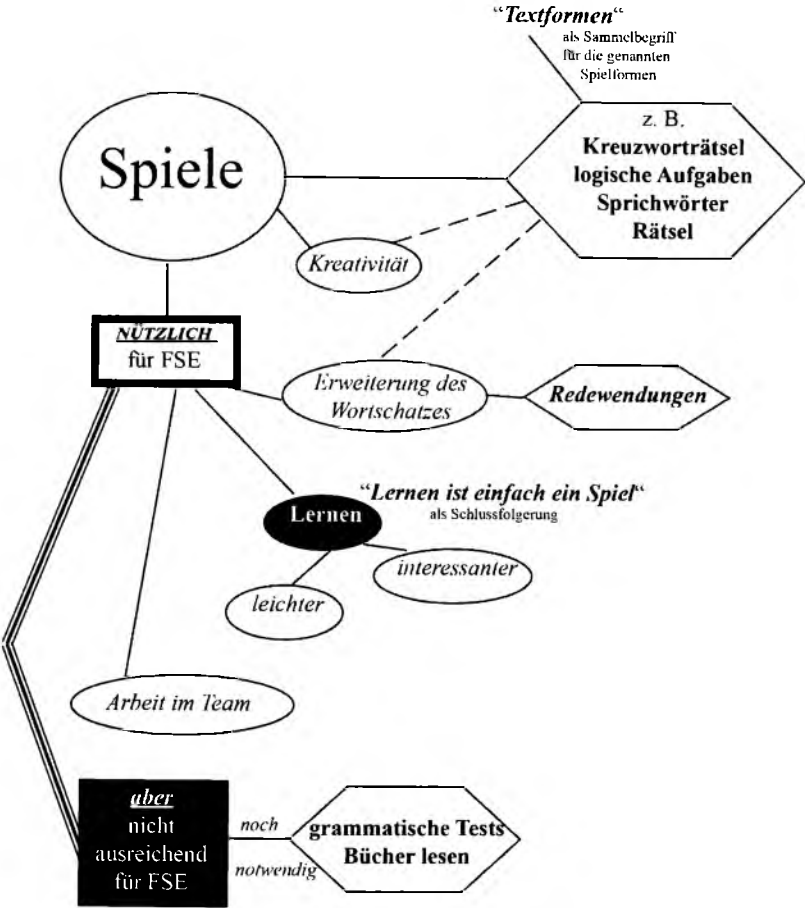 “Textformen“
als Sammelbegriff
für die genannten
Spielformen
z. B.
Kreuzworträtsel
logische Aufgaben
Sprichwörter
Rätsel
Spiele
Kreativität
NÜTZLICH
für FSE
Erweiterung des
Wortschatzes
Redewendungen
“Lernen ist einfach ein Spiel“
als Schlussfolgerung
Lernen
interessanter
leichter
Arbeit im Team
aber
nicht
ausreichend
für FSE
noch
notwendig
grammatische Tests
Bücher lesen